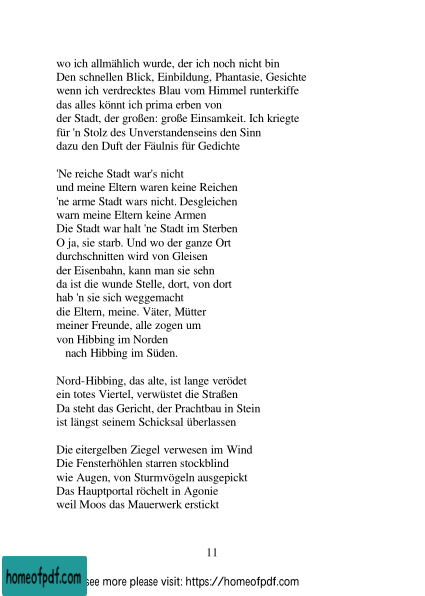 wo ich allmählich wurde, der ich noch nicht bin
Den schnellen Blick, Einbildung, Phantasie, Gesichte
wenn ich verdrecktes Blau vom Himmel runterkiffe
das alles könnt ich prima erben von
der Stadt, der großen: große Einsamkeit. Ich kriegte
für 'n Stolz des Unverstandenseins den Sinn
dazu den Duft der Fäulnis für Gedichte
'Ne reiche Stadt war's nicht
und meine Eltern waren keine Reichen
'ne arme Stadt wars nicht. Desgleichen
warn meine Eltern keine Armen
Die Stadt war halt 'ne Stadt im Sterben
O ja, sie starb. Und wo der ganze Ort
durchschnitten wird von Gleisen
der Eisenbahn, kann man sie sehn
da ist die wunde Stelle, dort, von dort
hab 'n sie sich weggemacht
die Eltern, meine. Väter, Mütter
meiner Freunde, alle zogen um
von Hibbing im Norden
nach Hibbing im Süden.
Nord-Hibbing, das alte, ist lange verödet
ein totes Viertel, verwüstet die Straßen
Da steht das Gericht, der Prachtbau in Stein
ist längst seinem Schicksal überlassen
Die eitergelben Ziegel verwesen im Wind
Die Fensterhöhlen starren stockblind
wie Augen, von Sturmvögeln ausgepickt
Das Hauptportal röchelt in Agonie
weil Moos das Mauerwerk erstickt
11
homeofpdf.com see more please visit: https://homeofpdf.com